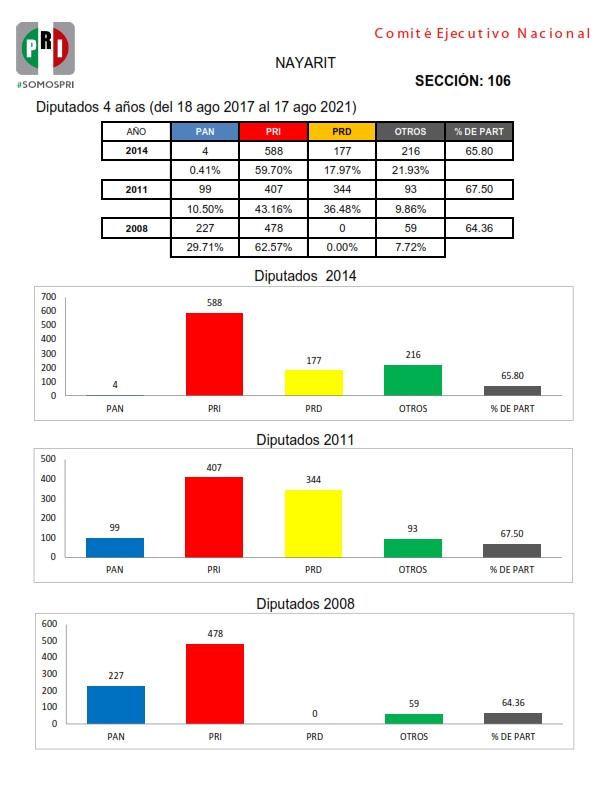 PRI
#SOMOSPRI
Comité Ejecutivo Nacional
NAYARIT
SECCIÓN: 106
Diputados 4 años (del 18 ago 2017 al 17 ago 2021)
AÑO PAN PRI PRD OTROS % DE PART
2014 4 588 177 216 65.80
0.41% 59.70% 17.97% 21.93%
2011 99 407 344 93 67.50
10.50% 43.16% 36.48% 9.86%
2008 227 478 0 59 64.36
29.71% 62.57% 0.00% 7.72%
Diputados 2014
700
600
500
400
300
200
100
0
4 588 177 216 65.80
PAN PRI PRD OTROS % DE PART
Diputados 2011
500
400
300
200
100
0
99 407 344 93 67.50
PAN PRI PRD OTROS % DE PART
Diputados 2008
600
500
400
300
200
100
0
227 478 0 59 64.36
PAN PRI PRD OTROS % DE PART